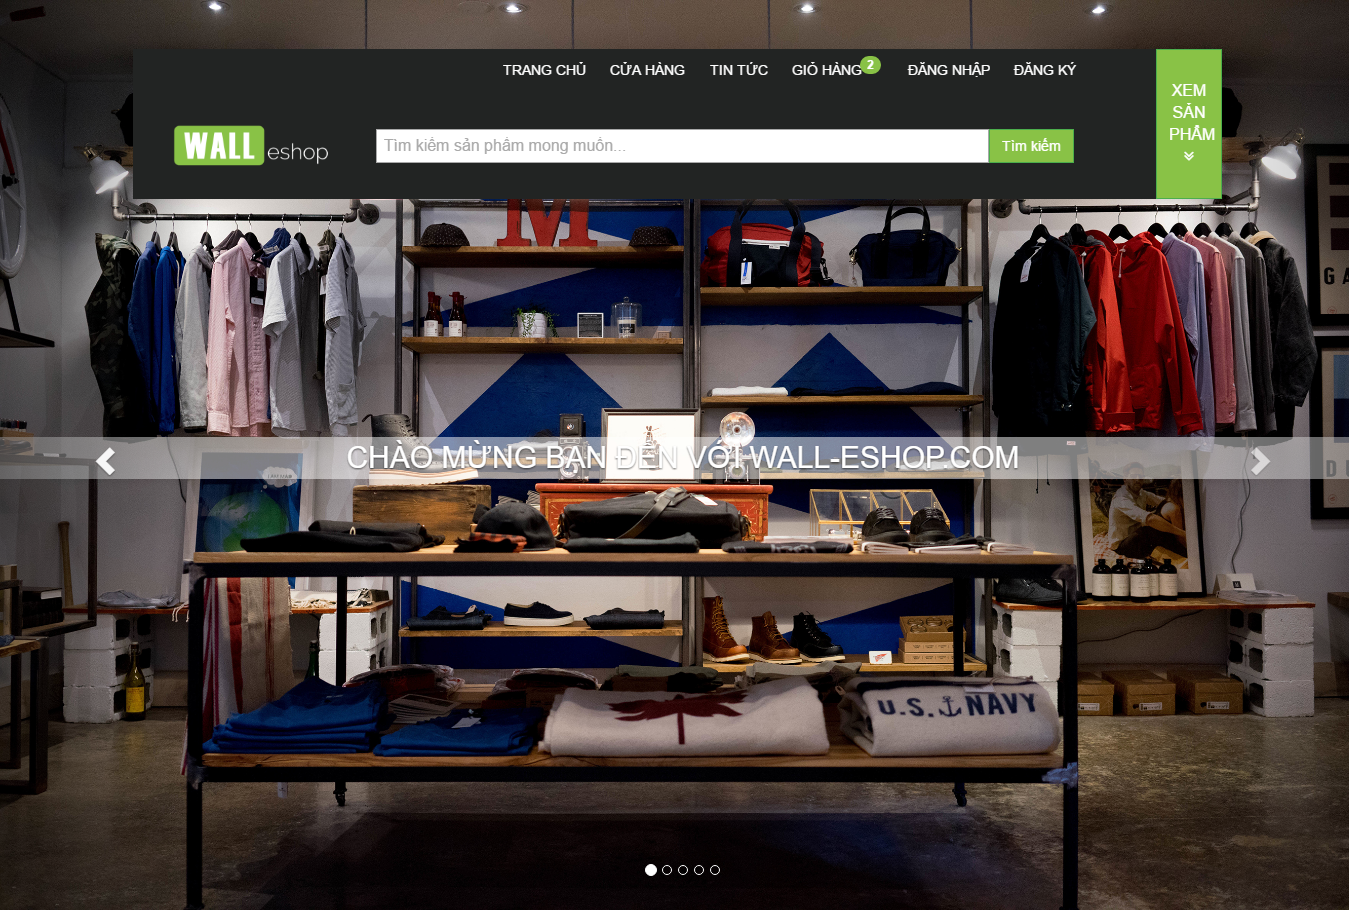 TRANG CHỦ CỬA HÀNG TIN TỨC GIỎ HÀNG 2 ĐĂNG NHẬP ĐĂNG KÝ
XEM
SẢN
PHẨM
WALL eshop
Tìm kiếm sản phẩm mong muốn...
Tìm kiếm
M
GA
CHÀO MỪNG BẠN ĐẾN VỚI WALL-ESHOP.COM
U.S. NAVY